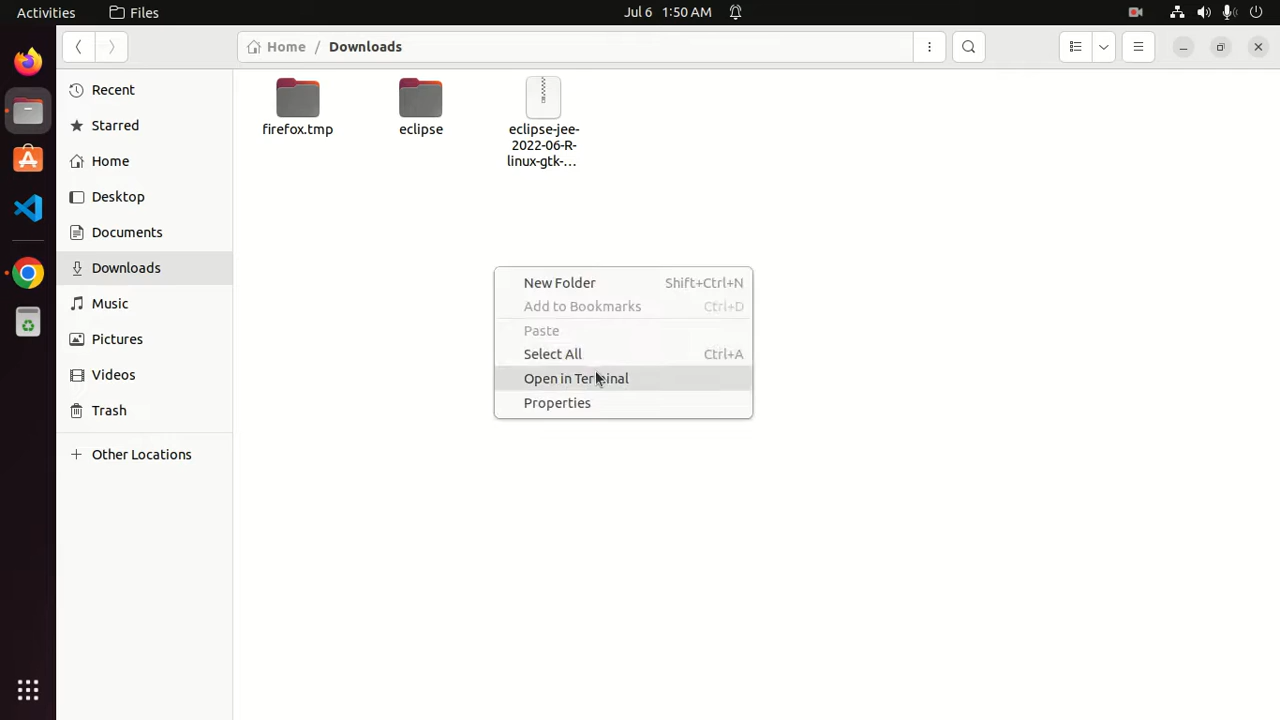 Activities
Files
Jul 6 1:50 AM
Home / Downloads
Recent
Starred
Home
Desktop
Documents
Downloads
Music
Pictures
Videos
Trash
+ Other Locations
firefox.tmp
eclipse
eclipse-jee-
2022-06-R-
linux-gtk-...
New Folder Shift+Ctrl+N
Add to Bookmarks Ctrl+D
Paste
Select All Ctrl+A
Open in Terminal
Properties